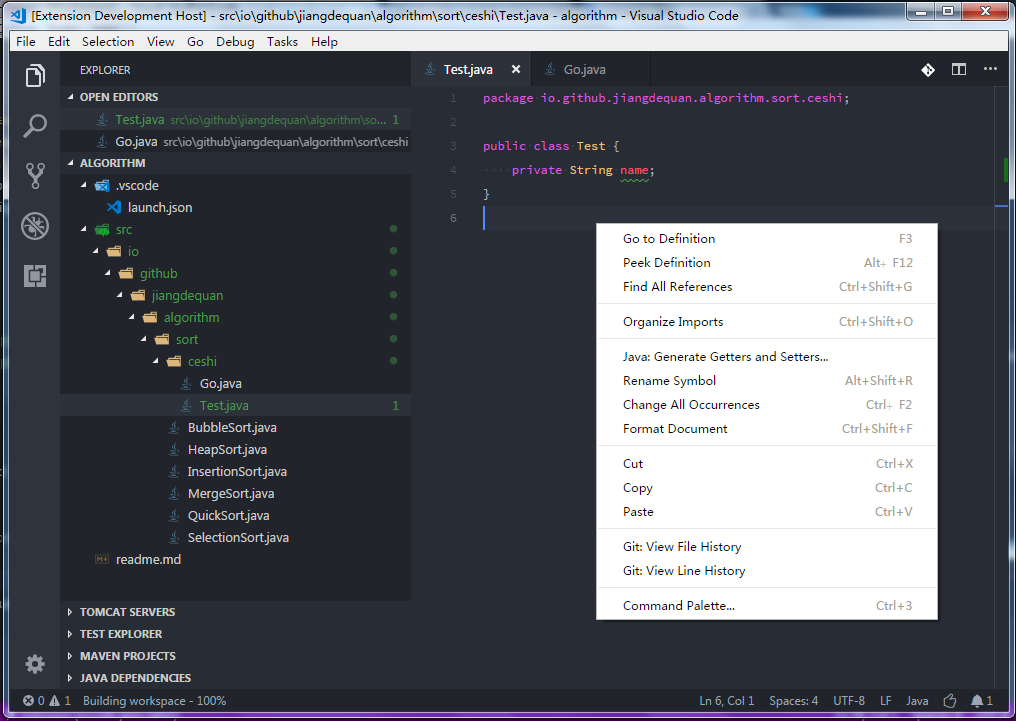 [Extension Development Host] - src\io\github\jiangdequan\algorithm\sort\ceshi\Test.java - algorithm - Visual Studio Code
File Edit Selection View Go Debug Tasks Help
EXPLORER
OPEN EDITORS
Test.java src\io\github\jiangdequan\algorithm\so... 1
Go.java src\io\github\jiangdequan\algorithm\sort\ceshi
ALGORITHM
.vscode
launch.json
src
io
github
jiangdequan
algorithm
sort
ceshi
Go.java
Test.java 1
BubbleSort.java
HeapSort.java
InsertionSort.java
MergeSort.java
QuickSort.java
SelectionSort.java
readme.md
TOMCAT SERVERS
TEST EXPLORER
MAVEN PROJECTS
JAVA DEPENDENCIES
Test.java Go.java
1 package io.github.jiangdequan.algorithm.sort.ceshi;
2
3 public class Test {
4 ····private String name;
5 }
6
Go to Definition F3
Peek Definition Alt+ F12
Find All References Ctrl+Shift+G
Organize Imports Ctrl+Shift+O
Java: Generate Getters and Setters...
Rename Symbol Alt+Shift+R
Change All Occurrences Ctrl+ F2
Format Document Ctrl+Shift+F
Cut Ctrl+X
Copy Ctrl+C
Paste Ctrl+V
Git: View File History
Git: View Line History
Command Palette... Ctrl+3
0 1 Building workspace - 100% Ln 6, Col 1 Spaces: 4 UTF-8 LF Java 1